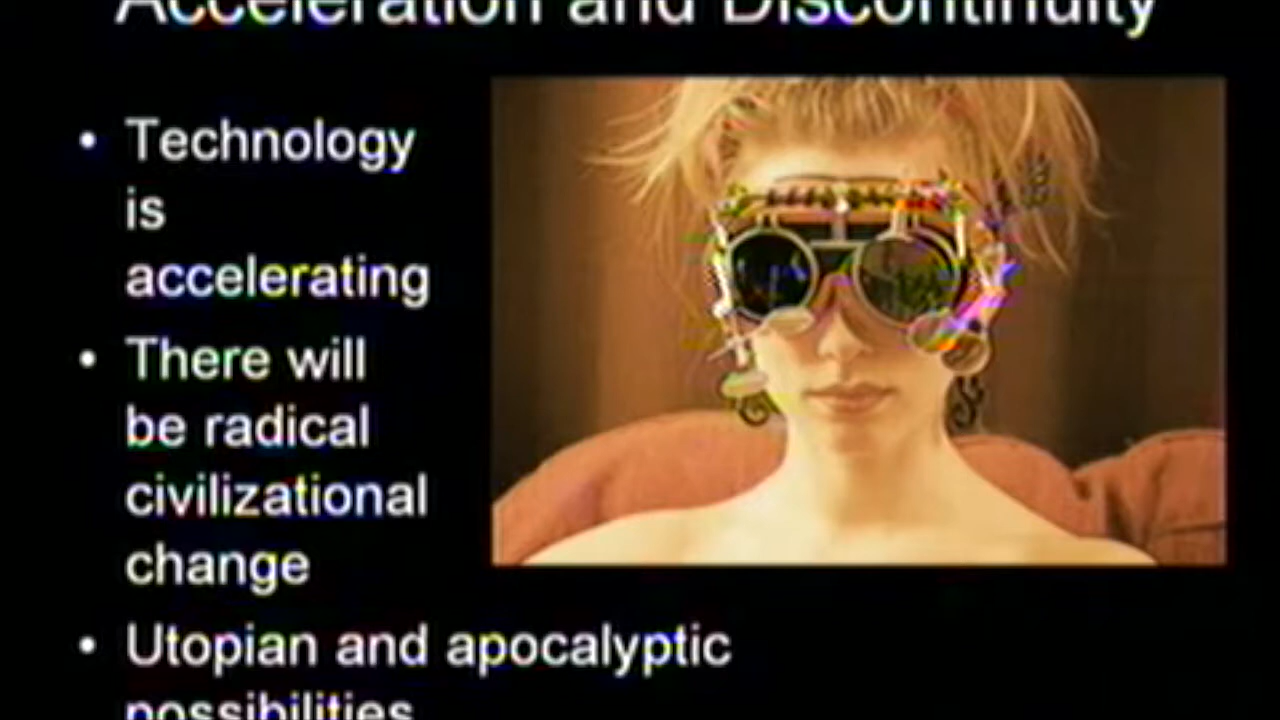 Acceleration and Discontinuity
• Technology
is
accelerating
• There will
be radical
civilizational
change
• Utopian and apocalyptic
possibilities